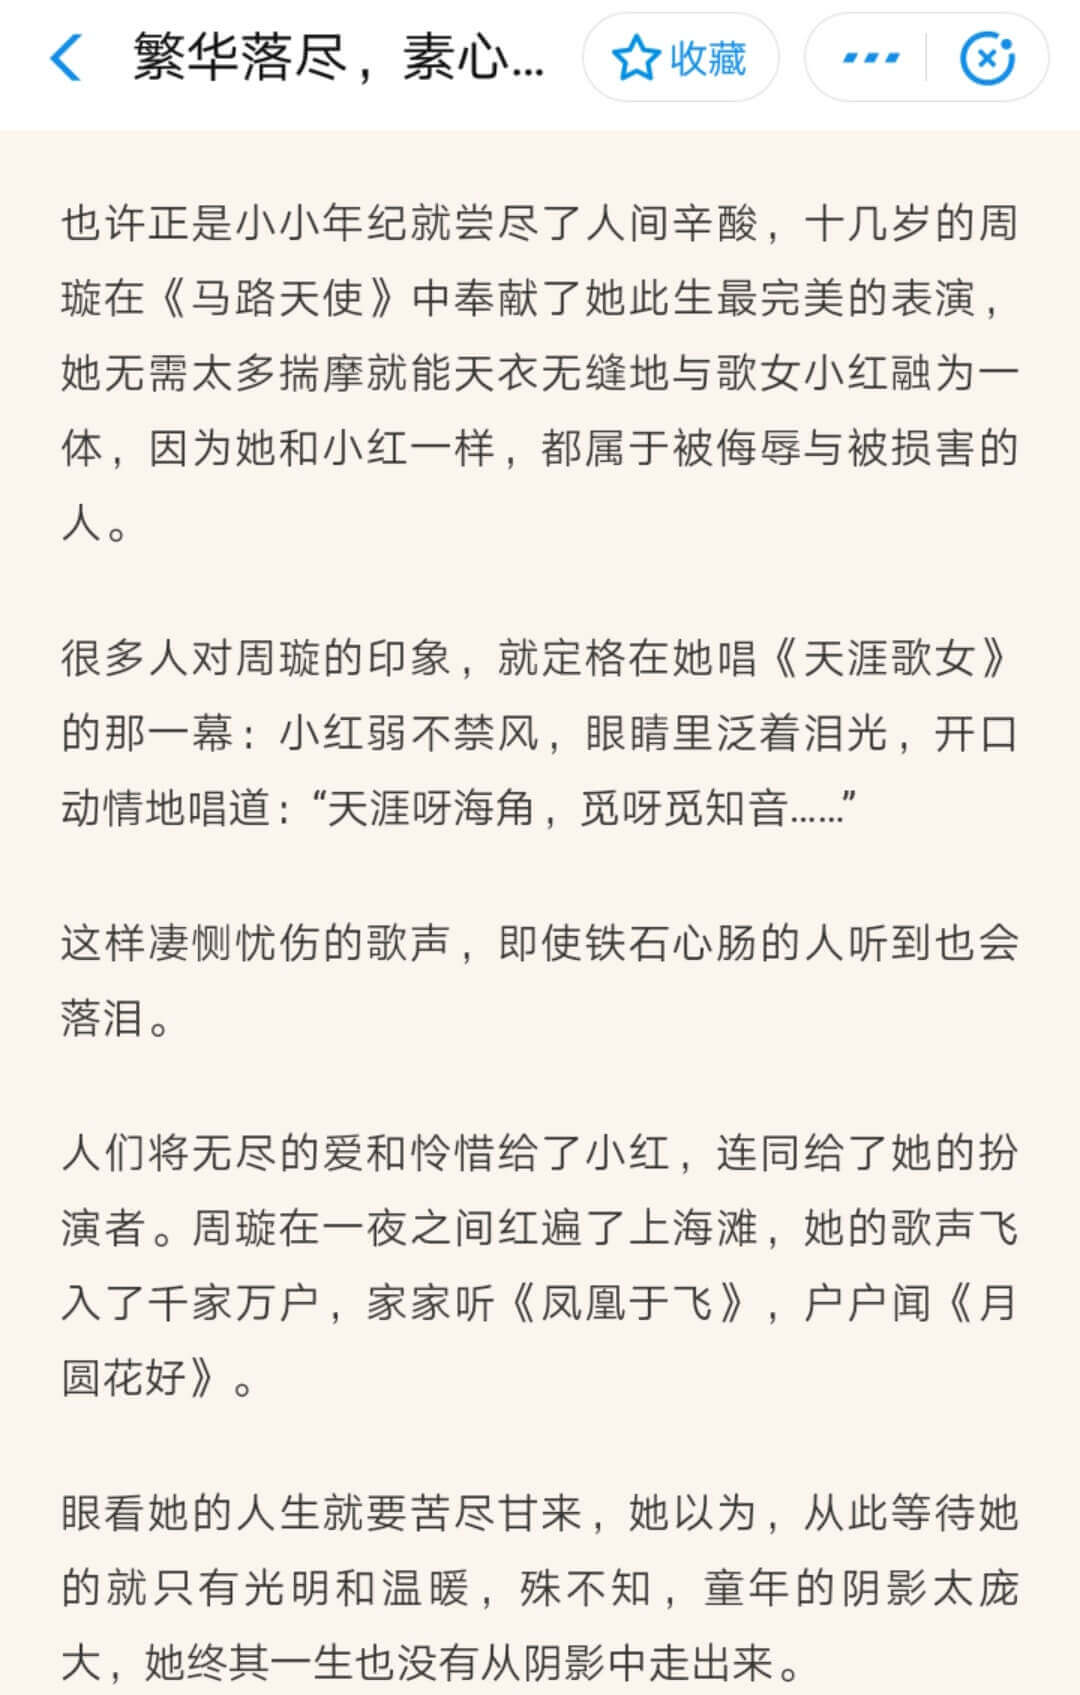 繁华落尽，素心...
收藏
也许正是小小年纪就尝尽了人间辛酸，十几岁的周
璇在《马路天使》中奉献了她此生最完美的表演，
她无需太多揣摩就能天衣无缝地与歌女小红融为一
体，因为她和小红一样，都属于被侮辱与被损害的
人。
很多人对周璇的印象，就定格在她唱《天涯歌女》
的那一幕：小红弱不禁风，眼睛里泛着泪光，开口
动情地唱道：“天涯呀海角，觅呀觅知音……”
这样凄恻忧伤的歌声，即使铁石心肠的人听到也会
落泪。
人们将无尽的爱和怜惜给了小红，连同给了她的扮
演者。周璇在一夜之间红遍了上海滩，她的歌声飞
入了千家万户，家家听《凤凰于飞》，户户闻《月
圆花好》。
眼看她的人生就要苦尽甘来，她以为，从此等待她
的就只有光明和温暖，殊不知，童年的阴影太庞
大，她终其一生也没有从阴影中走出来。